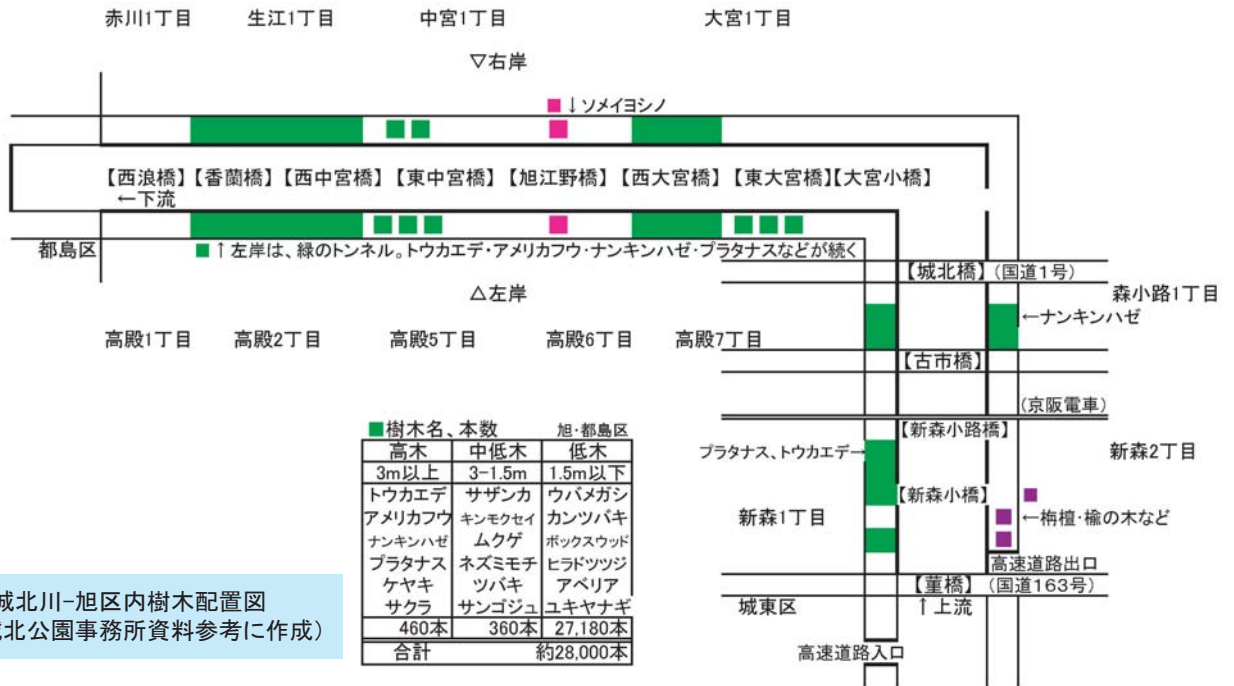 赤川1丁目 生江1丁目 中宮1丁目 大宮1丁目
▽右岸
■↓ソメイヨシノ
【西浪橋】【香蘭橋】【西中宮橋】【東中宮橋】【旭江野橋】【西大宮橋】【東大宮橋】【大宮小橋】
←下流
都島区
■↑左岸は、緑のトンネル。トウカエデ・アメリカフウ・ナンキンハゼ・プラタナスなどが続く
【城北橋】(国道1号)
△左岸
森小路1丁目
←ナンキンハゼ
高殿1丁目 高殿2丁目 高殿5丁目 高殿6丁目 高殿7丁目
【古市橋】
(京阪電車)
■樹木名、本数 旭・都島区
高木 中低木 低木
3m以上 3-1.5m 1.5m以下
トウカエデ サザンカ ウバメガシ
アメリカフウ キンモクセイ カンツバキ
ナンキンハゼ ムクゲ ボックスウッド
プラタナス ネズミモチ ヒラドツツジ
ケヤキ ツバキ アベリア
サクラ サンゴジュ ユキヤナギ
460本 360本 27,180本
合計 約28,000本
【新森小路橋】
プラタナス、トウカエデ→
新森2丁目
【新森小橋】
新森1丁目
←栴檀・楡の木など
高速道路出口
【菫橋】(国道163号)
城東区
↑上流
高速道路入口
城北川-旭区内樹木配置図
北公園事務所資料参考に作成)